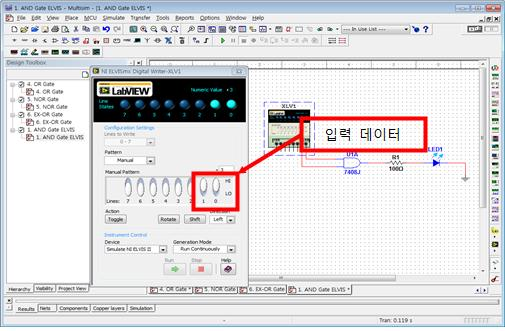 1. AND Gate ELVIS - Multisim - [1. AND Gate ELVIS *]
File Edit View Place MCU Simulate Transfer Tools Reports Options Window Help
--- In Use List ---
Design Toolbox
4. OR Gate
4. OR Gate
5. NOR Gate
5. NOR Gate
6. EX-OR Gate
6. EX-OR Gate
1. AND Gate ELVIS
1. AND Gate ELVIS
NI ELVISmx Digital Writer-XLV1
LabVIEW
Numeric Value • 3
Line States
7 6 5 4 3 2 1 0
Configuration Settings
Lines to Write
0 - 7
Pattern
Manual
Manual Pattern
3
HI
LO
Lines: 7 6 5 4 3 2 1 0
Action
Direction
Toggle Rotate Shift Left
Instrument Control
Device
Generation Mode
Simulate NI ELVIS II
Run Continuously
Run Stop Help
XLV1
입력 데이터
U1A
7408J
R1
100Ω
LED1
Hierarchy Visibility Project View
4. OR Gate * 5. NOR Gate 6. EX-OR Gate * 1. AND Gate ELVIS *
Results Nets Components Copper layers Simulation
Tran: 0.119 s